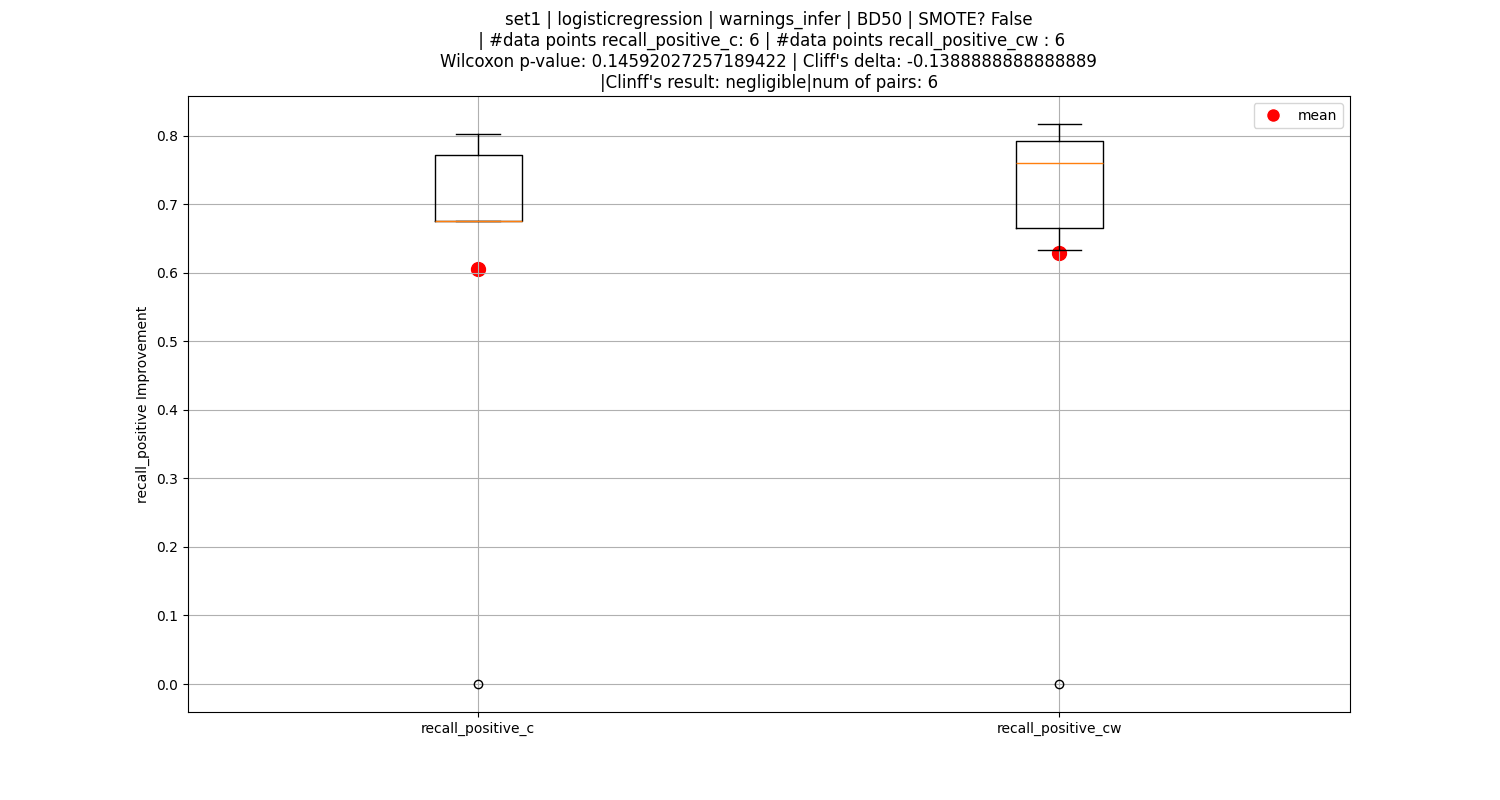 set1 | logisticregression | warnings_infer | BD50 | SMOTE? False
| #data points recall_positive_c: 6 | #data points recall_positive_cw : 6
Wilcoxon p-value: 0.14592027257189422 | Cliff's delta: -0.1388888888888889
|Clinff's result: negligible|num of pairs: 6
mean
recall_positive Improvement
0.8
0.7
0.6
0.5
0.4
0.3
0.2
0.1
0.0
recall_positive_c
recall_positive_cw